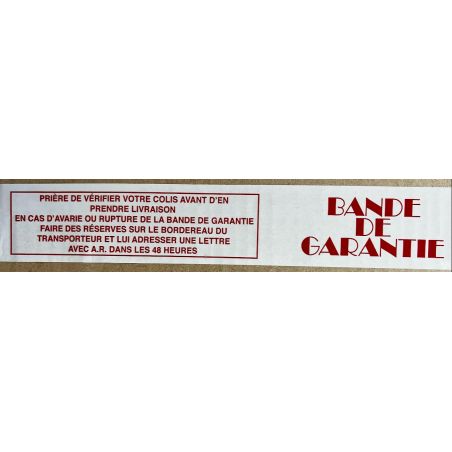 PRIÈRE DE VÉRIFIER VOTRE COLIS AVANT D'EN
PRENDRE LIVRAISON
EN CAS D'AVARIE OU RUPTURE DE LA BANDE DE GARANTIE
FAIRE DES RÉSERVES SUR LE BORDEREAU DU
TRANSPORTEUR ET LUI ADRESSER UNE LETTRE
AVEC A.R. DANS LES 48 HEURES
BANDE
DE
GARANTIE